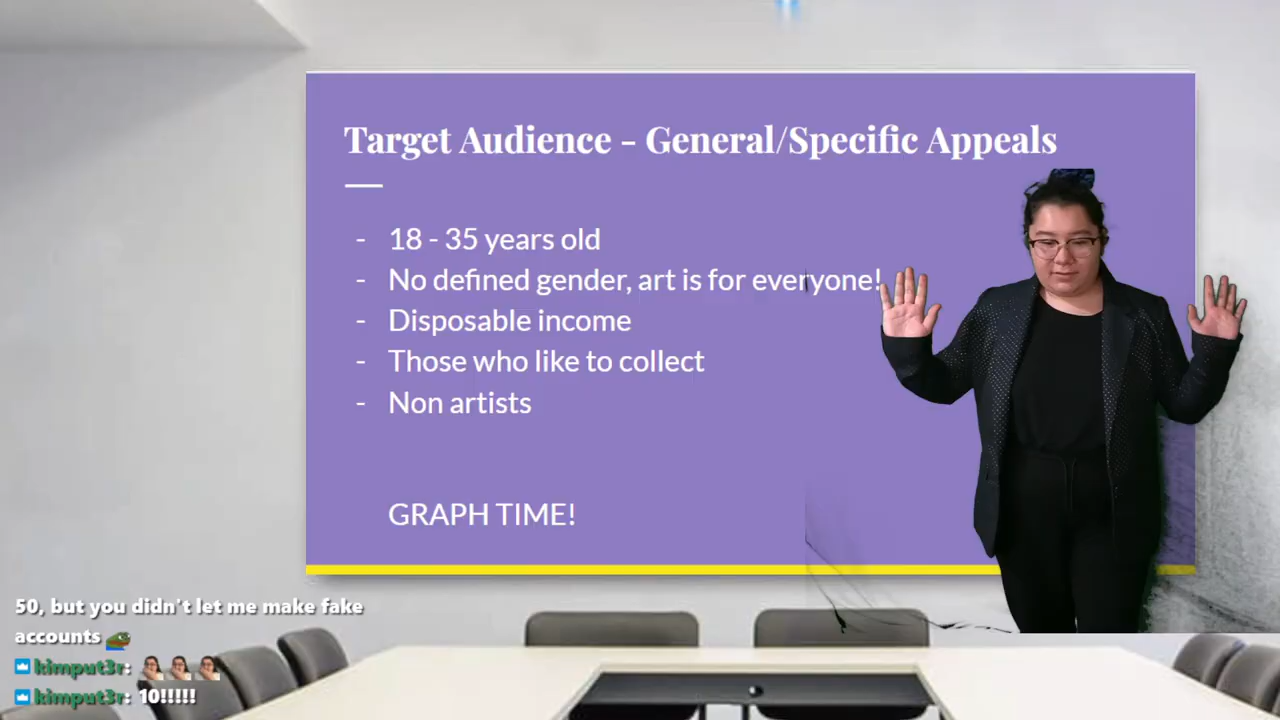 Target Audience - General/Specific Appeals
- 18 - 35 years old
- No defined gender, art is for everyone!
- Disposable income
- Those who like to collect
- Non artists
GRAPH TIME!
50, but you didn't let me make fake
accounts
kimput3r:
kimput3r: 10!!!!!